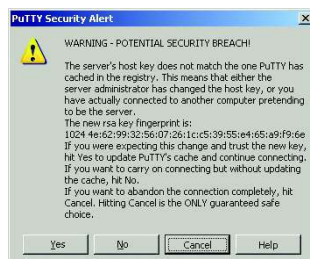 PuTTY Security Alert
WARNING - POTENTIAL SECURITY BREACH!
The server's host key does not match the one PuTTY has
cached in the registry. This means that either the
server administrator has changed the host key, or you
have actually connected to another computer pretending
to be the server.
The new rsa key fingerprint is:
1024 4e:62:99:32:56:07:26:1c:c5:39:55:e4:65:a9:f9:6e
If you were expecting this change and trust the new key,
hit Yes to update PuTTY's cache and continue connecting.
If you want to carry on connecting but without updating
the cache, hit No.
If you want to abandon the connection completely, hit
Cancel. Hitting Cancel is the ONLY guaranteed safe
choice.
Yes No Cancel Help